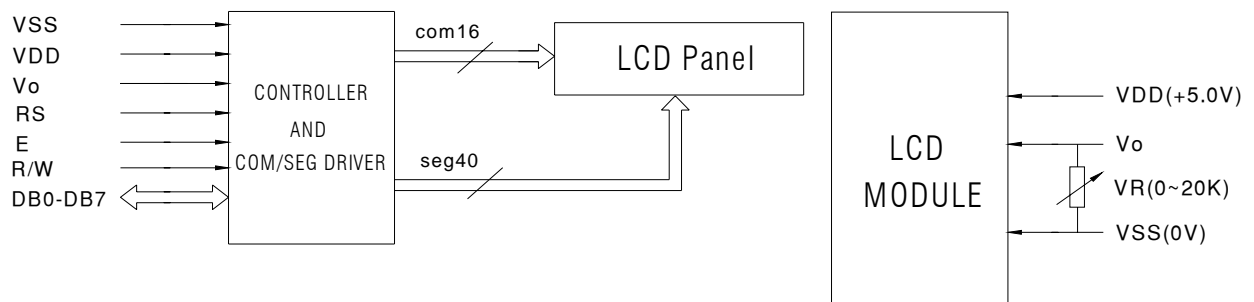 VSS
VDD
Vo
RS
E
R/W
DB0-DB7
CONTROLLER
AND
COM/SEG DRIVER
com16
seg40
LCD Panel
LCD
MODULE
VDD(+5.0V)
Vo
VR(0~20K)
VSS(0V)